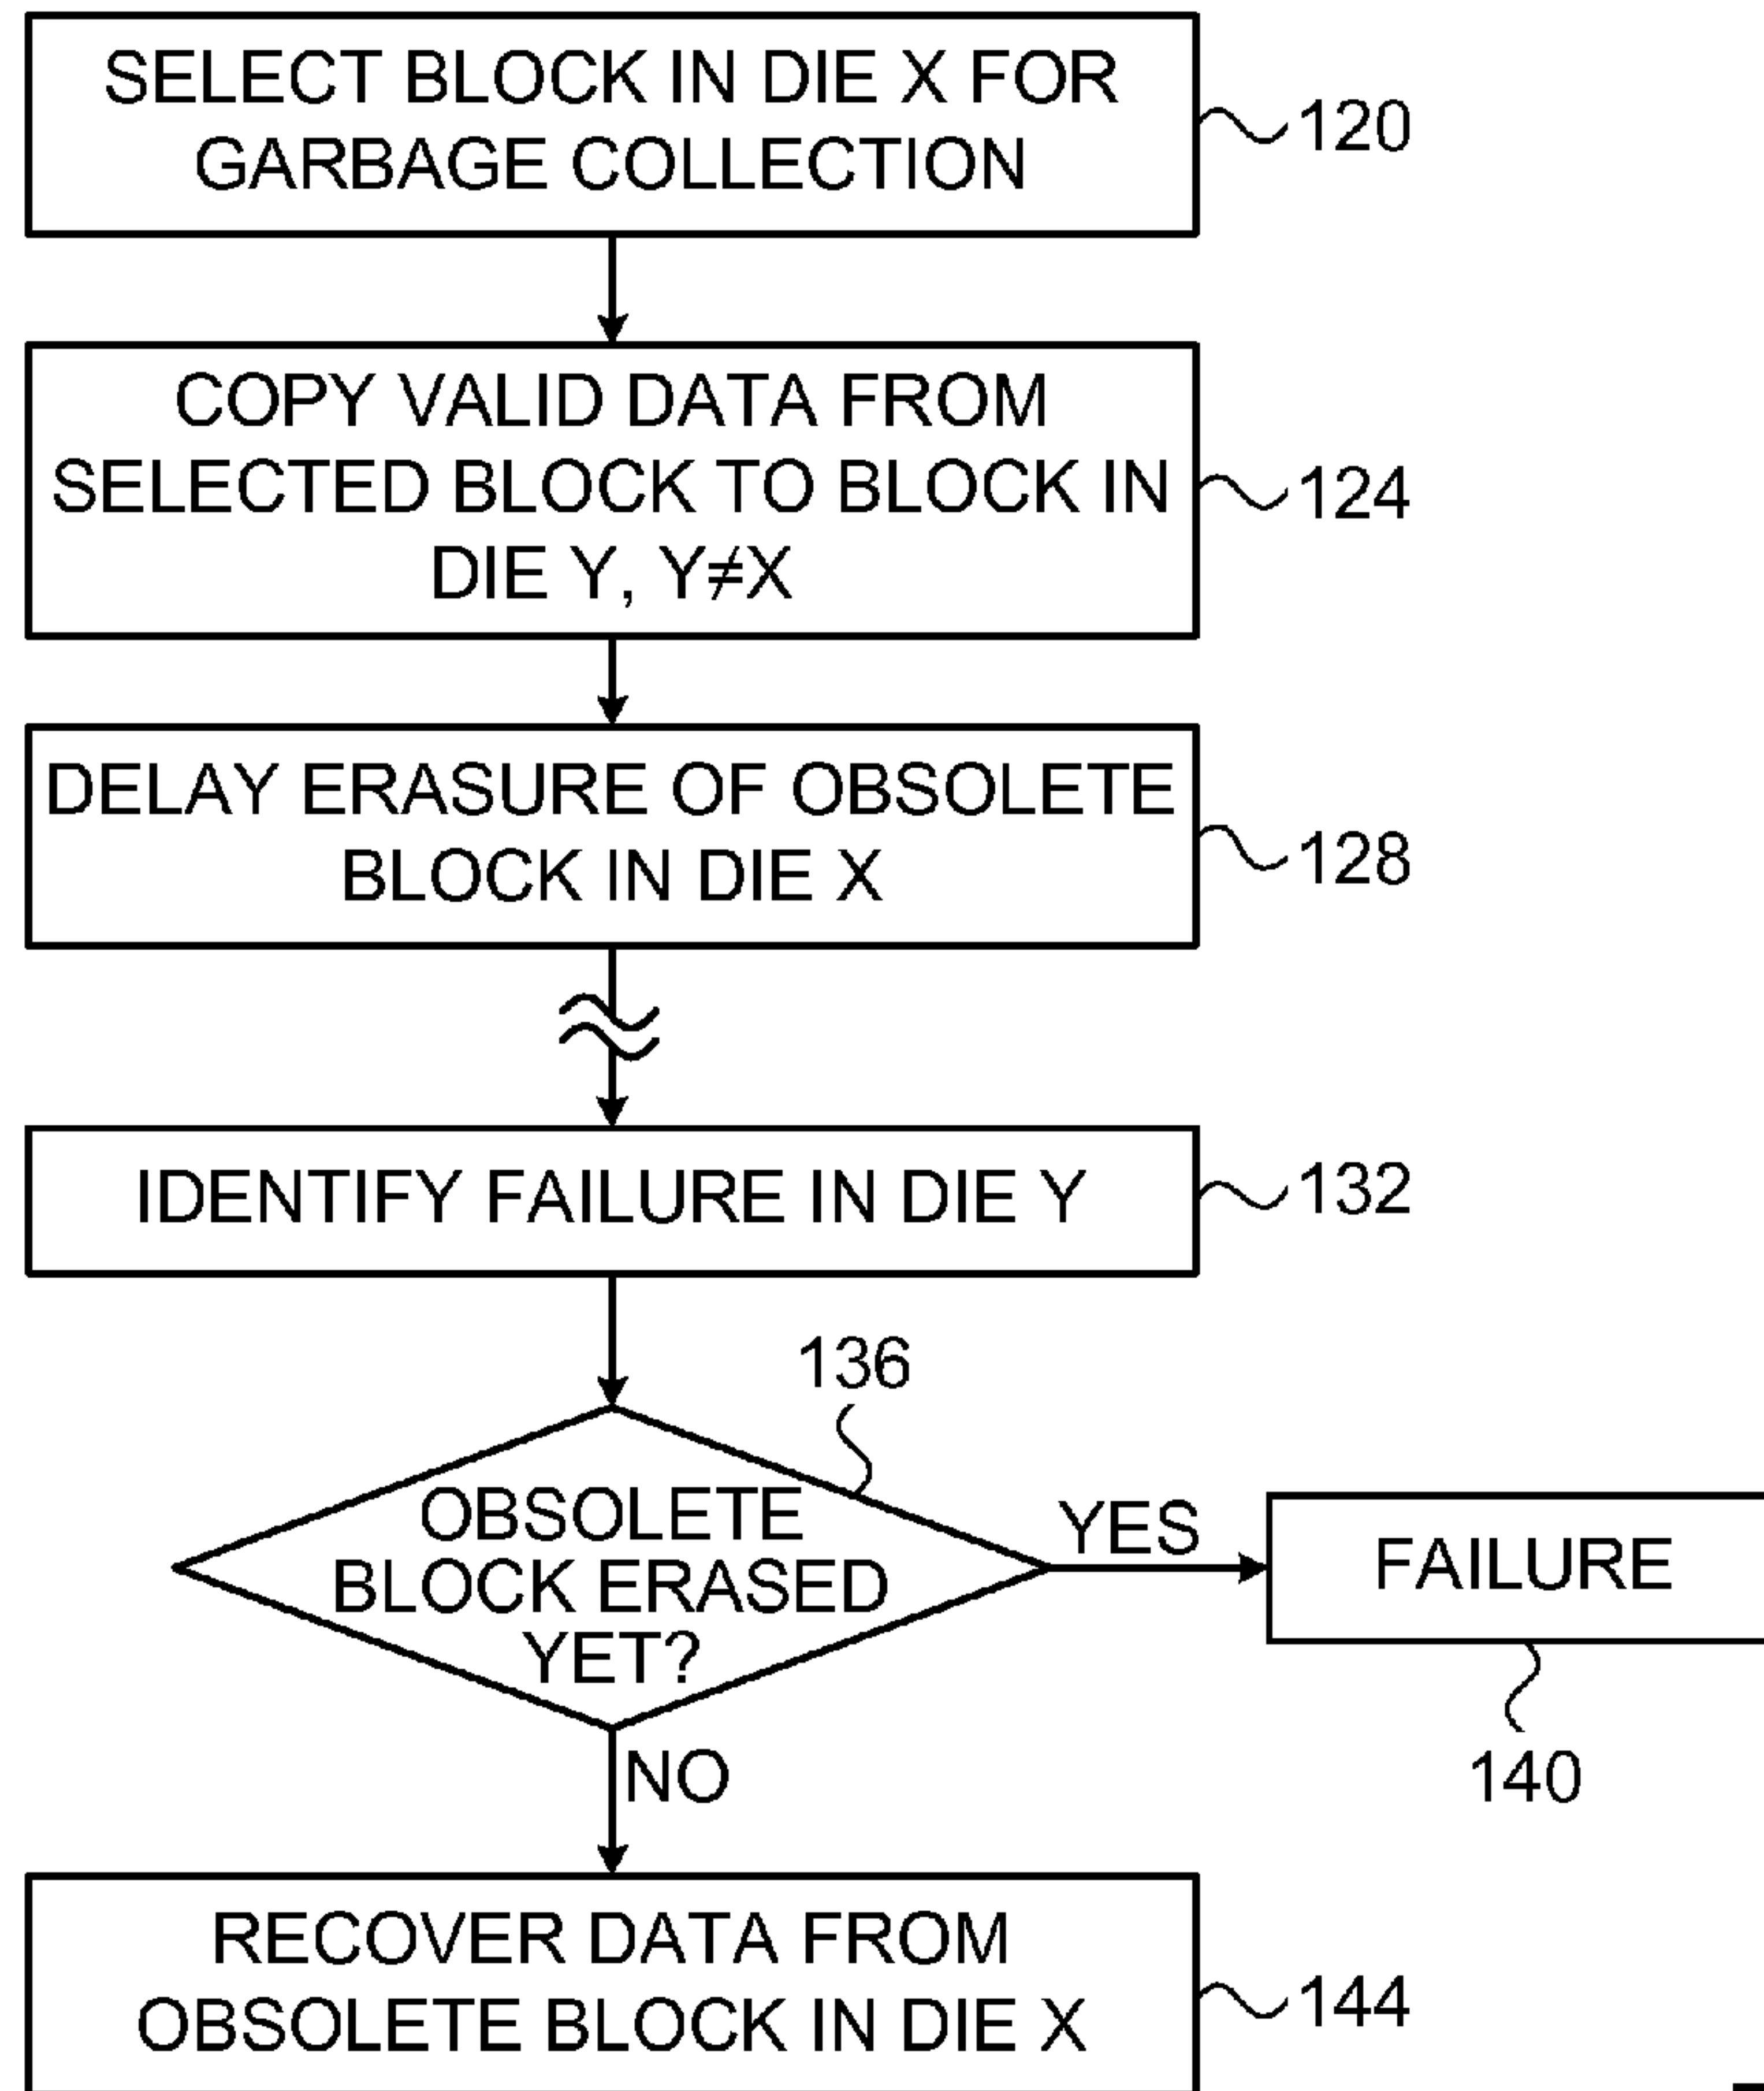 SELECT BLOCK IN DIE X FOR
GARBAGE COLLECTION
120
COPY VALID DATA FROM
SELECTED BLOCK TO BLOCK IN
DIE Y, Y≠X
124
DELAY ERASURE OF OBSOLETE
BLOCK IN DIE X
128
IDENTIFY FAILURE IN DIE Y
132
136
OBSOLETE
BLOCK ERASED
YET?
YES
FAILURE
140
NO
RECOVER DATA FROM
OBSOLETE BLOCK IN DIE X
144